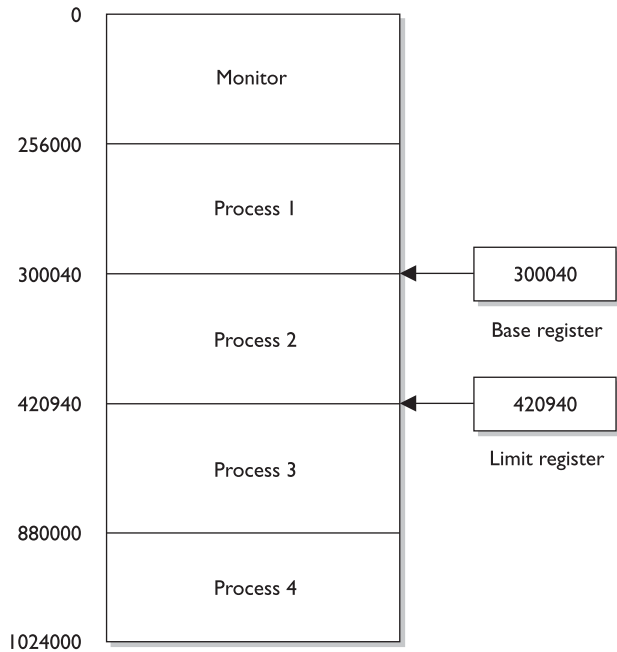 0
Monitor
256000
Process 1
300040
300040
Base register
Process 2
420940
420940
Limit register
Process 3
880000
Process 4
1024000